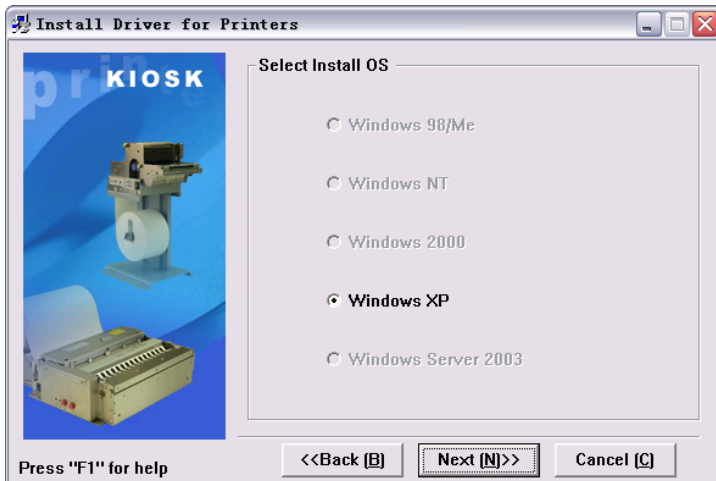 Install Driver for Printers
printe
KIOSK
Select Install OS
Windows 98/Me
Windows NT
Windows 2000
Windows XP
Windows Server 2003
Press "F1" for help
<<Back (B)
Next (N)>>
Cancel (C)